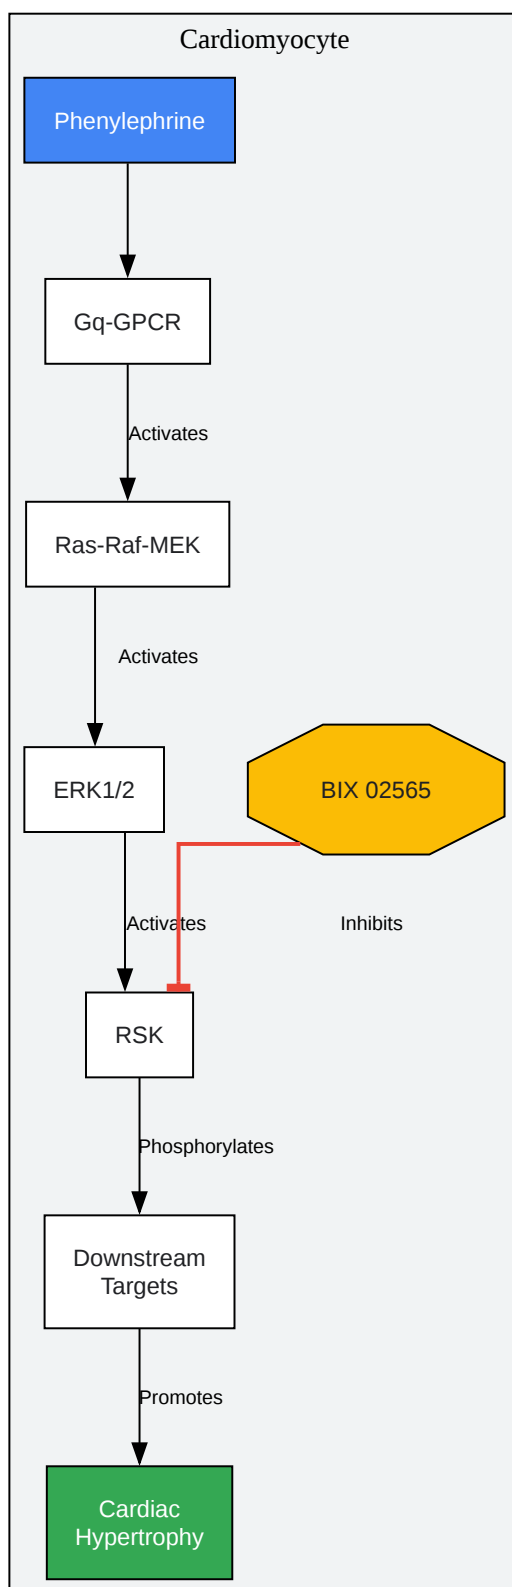 Cardiomyocyte
Phenylephrine
Gq-GPCR
Activates
Ras-Raf-MEK
Activates
ERK1/2
BIX 02565
Activates
Inhibits
RSK
Phosphorylates
Downstream
Targets
Promotes
Cardiac
Hypertrophy